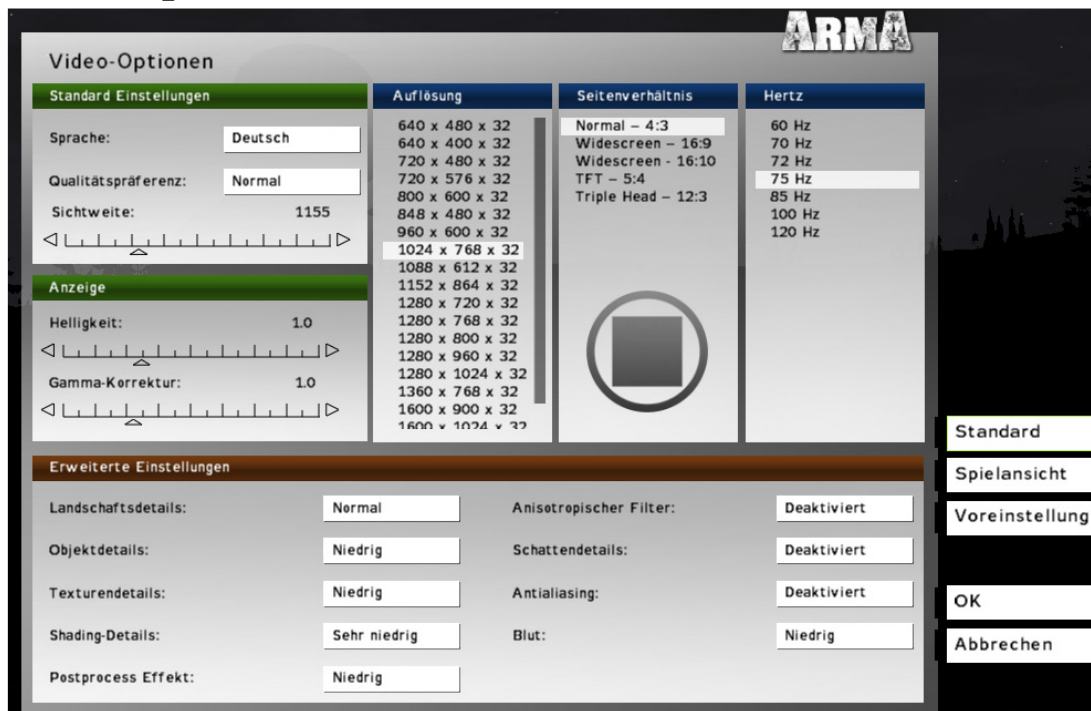 ARMA
Video-Optionen
Standard Einstellungen
Sprache: Deutsch
Qualitätspräferenz: Normal
Sichtweite: 1155
Anzeige
Helligkeit: 1.0
Gamma-Korrektur: 1.0
Auflösung
640 x 480 x 32
640 x 400 x 32
720 x 480 x 32
720 x 576 x 32
800 x 600 x 32
848 x 480 x 32
960 x 600 x 32
1024 x 768 x 32
1088 x 612 x 32
1152 x 864 x 32
1280 x 720 x 32
1280 x 768 x 32
1280 x 800 x 32
1280 x 960 x 32
1280 x 1024 x 32
1360 x 768 x 32
1600 x 900 x 32
1600 x 1024 x 32
Seitenverhältnis
Normal – 4:3
Widescreen – 16:9
Widescreen - 16:10
TFT – 5:4
Triple Head – 12:3
Hertz
60 Hz
70 Hz
72 Hz
75 Hz
85 Hz
100 Hz
120 Hz
Erweiterte Einstellungen
Landschaftsdetails: Normal
Objektdetails: Niedrig
Texturendetails: Niedrig
Shading-Details: Sehr niedrig
Postprocess Effekt: Niedrig
Anisotropischer Filter: Deaktiviert
Schattendetails: Deaktiviert
Antialiasing: Deaktiviert
Blut: Niedrig
Standard
Spielansicht
Voreinstellung
OK
Abbrechen